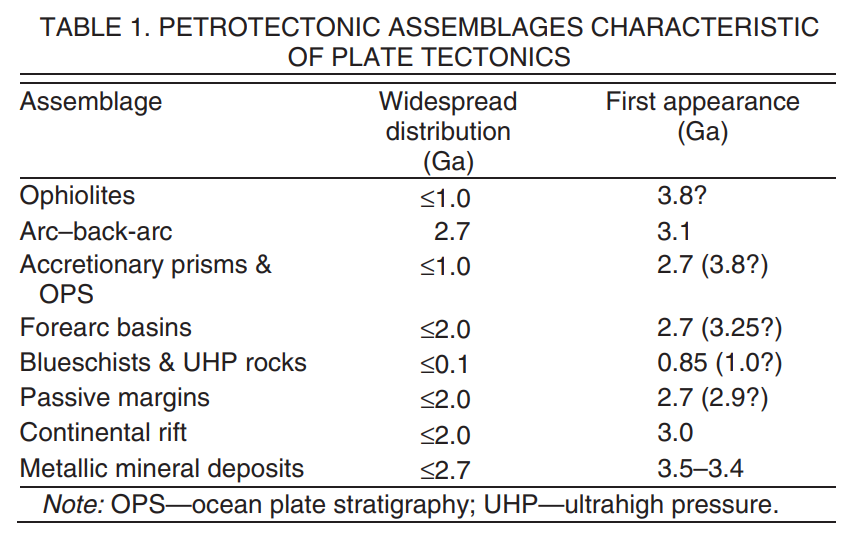 TABLE 1. PETROTECTONIC ASSEMBLAGES CHARACTERISTIC
OF PLATE TECTONICS
Assemblage Widespread distribution (Ga) First appearance (Ga)
Ophiolites ≤1.0 3.8?
Arc–back-arc 2.7 3.1
Accretionary prisms & OPS ≤1.0 2.7 (3.8?)
Forearc basins ≤2.0 2.7 (3.25?)
Blueschists & UHP rocks ≤0.1 0.85 (1.0?)
Passive margins ≤2.0 2.7 (2.9?)
Continental rift ≤2.0 3.0
Metallic mineral deposits ≤2.7 3.5–3.4
Note: OPS—ocean plate stratigraphy; UHP—ultrahigh pressure.